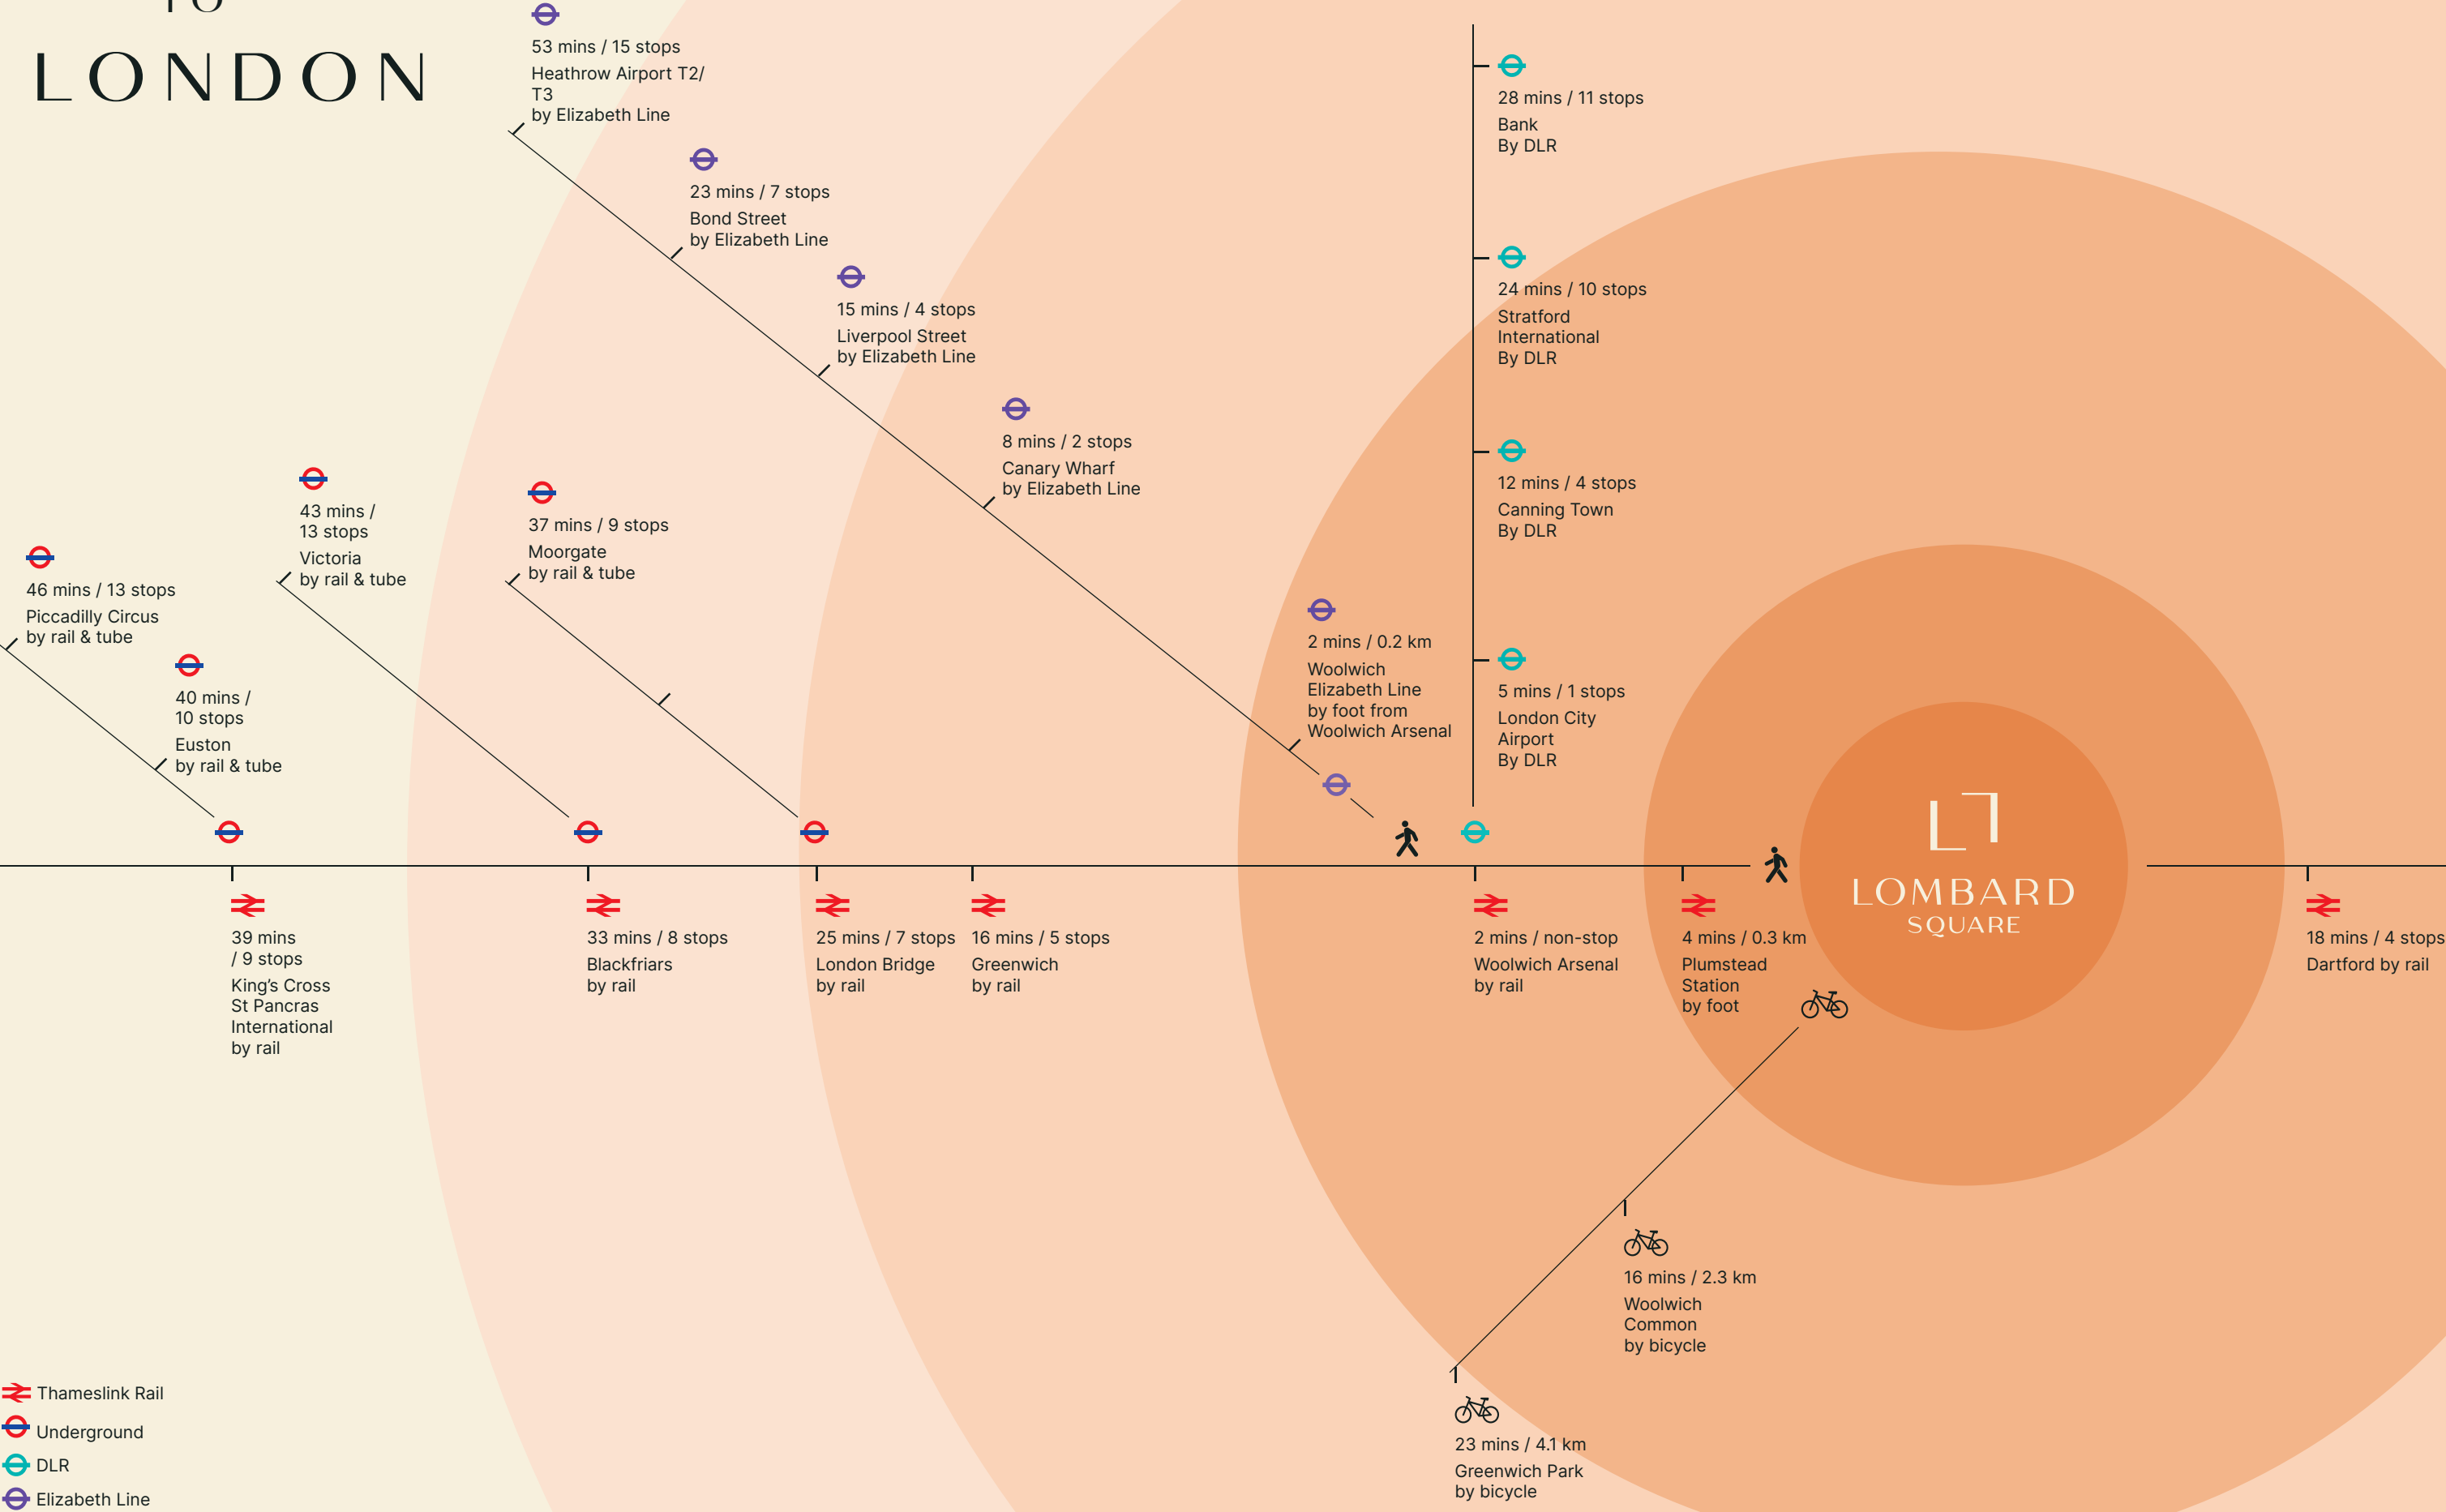 TO
LONDON
53 mins / 15 stops
Heathrow Airport T2/
T3
by Elizabeth Line
23 mins / 7 stops
Bond Street
by Elizabeth Line
15 mins / 4 stops
Liverpool Street
by Elizabeth Line
8 mins / 2 stops
Canary Wharf
by Elizabeth Line
2 mins / 0.2 km
Woolwich
Elizabeth Line
by foot from
Woolwich Arsenal
28 mins / 11 stops
Bank
By DLR
24 mins / 10 stops
Stratford
International
By DLR
12 mins / 4 stops
Canning Town
By DLR
5 mins / 1 stops
London City
Airport
By DLR
46 mins / 13 stops
Piccadilly Circus
by rail & tube
40 mins /
10 stops
Euston
by rail & tube
43 mins /
13 stops
Victoria
by rail & tube
37 mins / 9 stops
Moorgate
by rail & tube
39 mins
/ 9 stops
King’s Cross
St Pancras
International
by rail
33 mins / 8 stops
Blackfriars
by rail
25 mins / 7 stops
London Bridge
by rail
16 mins / 5 stops
Greenwich
by rail
2 mins / non-stop
Woolwich Arsenal
by rail
4 mins / 0.3 km
Plumstead
Station
by foot
LOMBARD
SQUARE
18 mins / 4 stops
Dartford by rail
16 mins / 2.3 km
Woolwich
Common
by bicycle
23 mins / 4.1 km
Greenwich Park
by bicycle
Thameslink Rail
Underground
DLR
Elizabeth Line